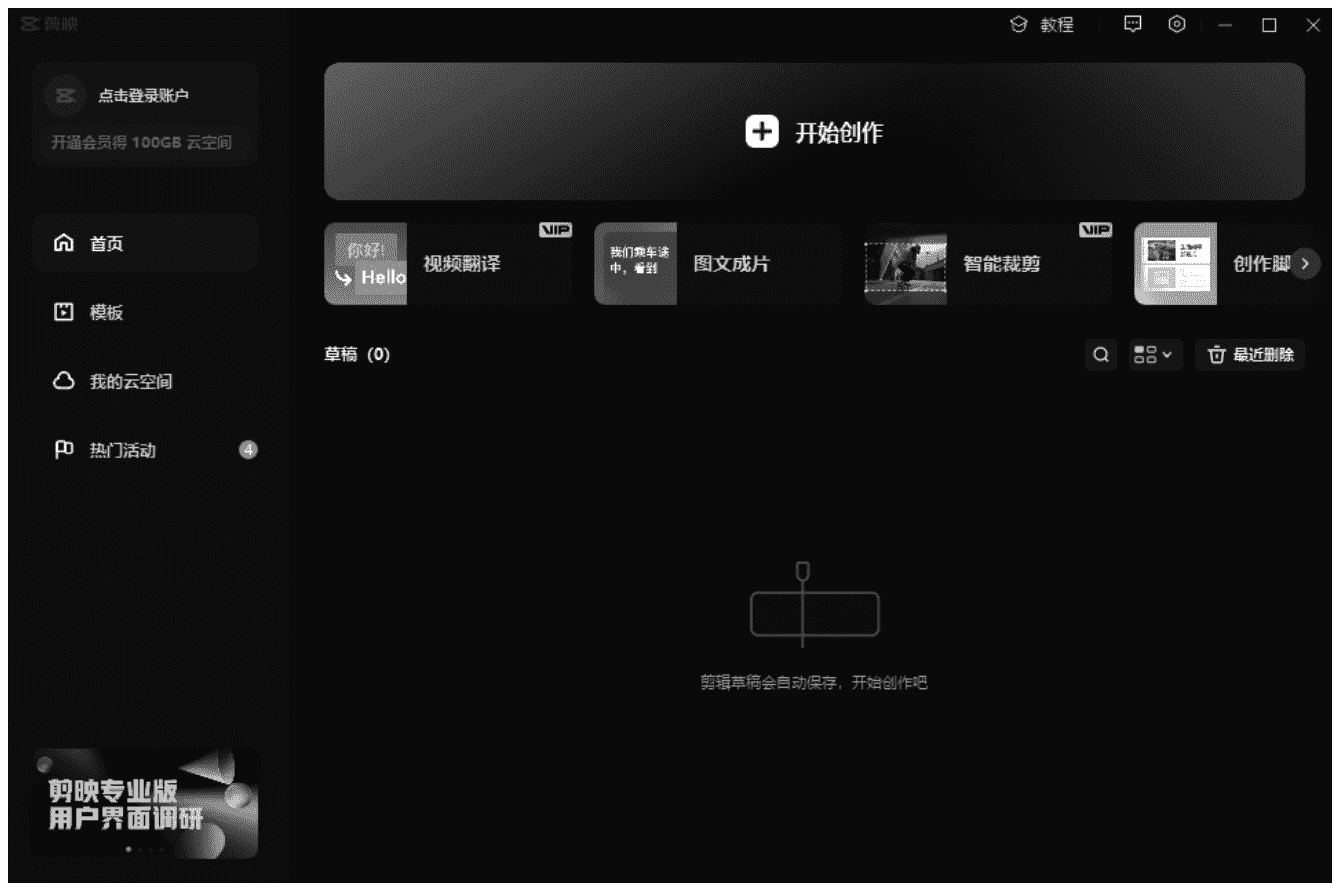 剪映
教程
点击登录账户
开通会员得 100GB 云空间
开始创作
首页
模板
我的云空间
热门活动
4
你好!
Hello
视频翻译
VIP
我们乘车途
中，看到
图文成片
智能裁剪
VIP
创作脚
草稿 (0)
最近删除
剪辑草稿会自动保存，开始创作吧
剪映专业版
用户界面调研